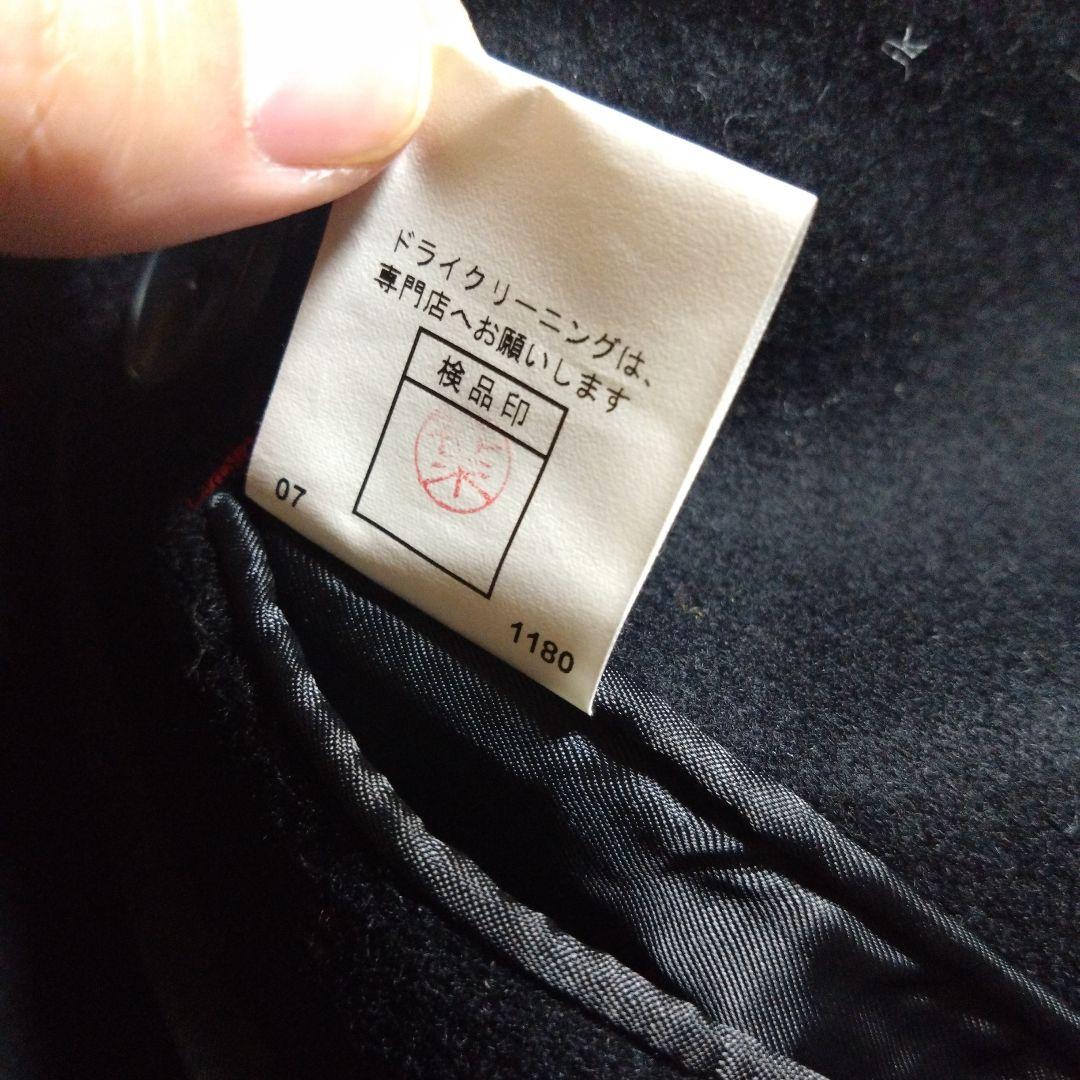 ドライクリーニングは、
専門店へお願いします
検品印
07
1180